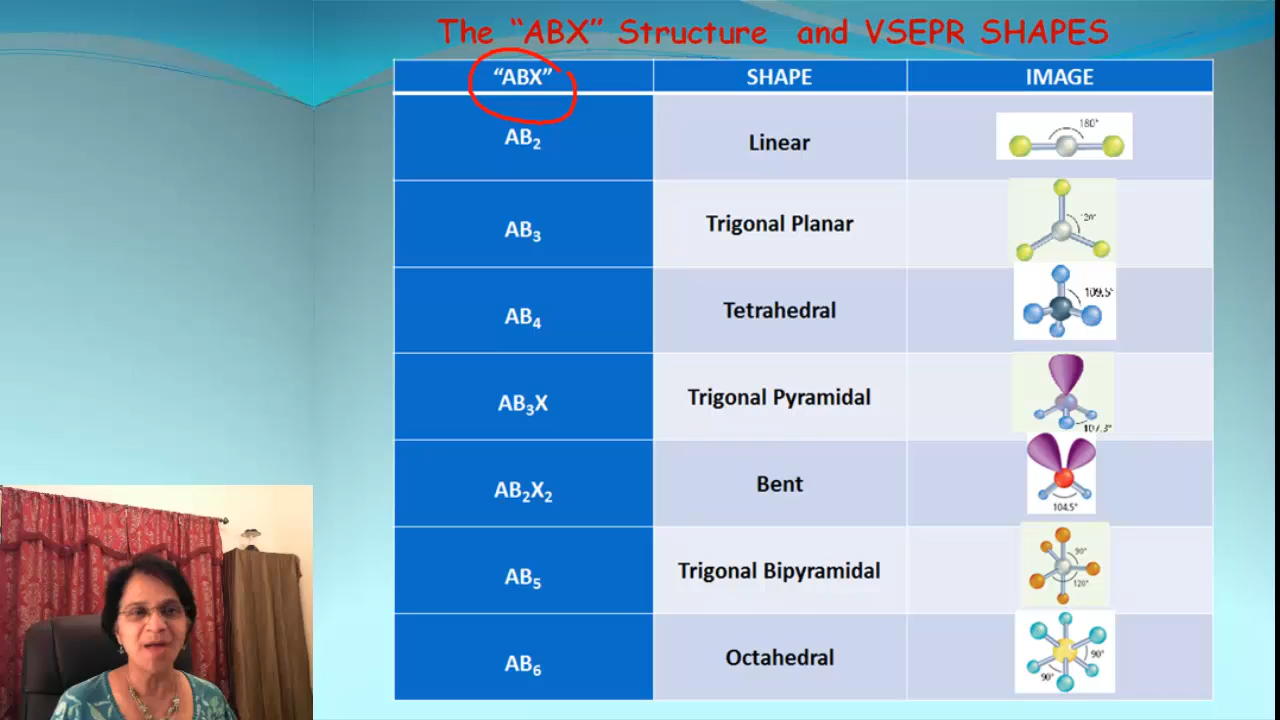 The “ABX” Structure and VSEPR SHAPES
“ABX” SHAPE IMAGE
AB₂ Linear 180°
AB₃ Trigonal Planar 120°
AB₄ Tetrahedral 109.5°
AB₃X Trigonal Pyramidal 107.3°
AB₂X₂ Bent 104.5°
AB₅ Trigonal Bipyramidal 90° 120°
AB₆ Octahedral 90° 90°